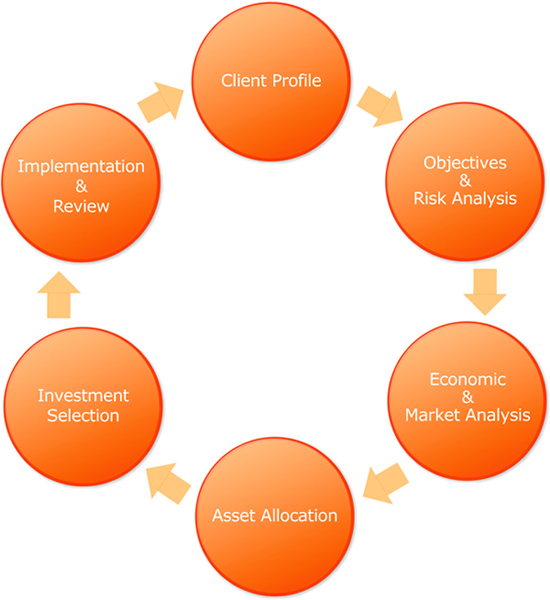 Client Profile
Objectives
&
Risk Analysis
Economic
&
Market Analysis
Asset Allocation
Investment
Selection
Implementation
&
Review